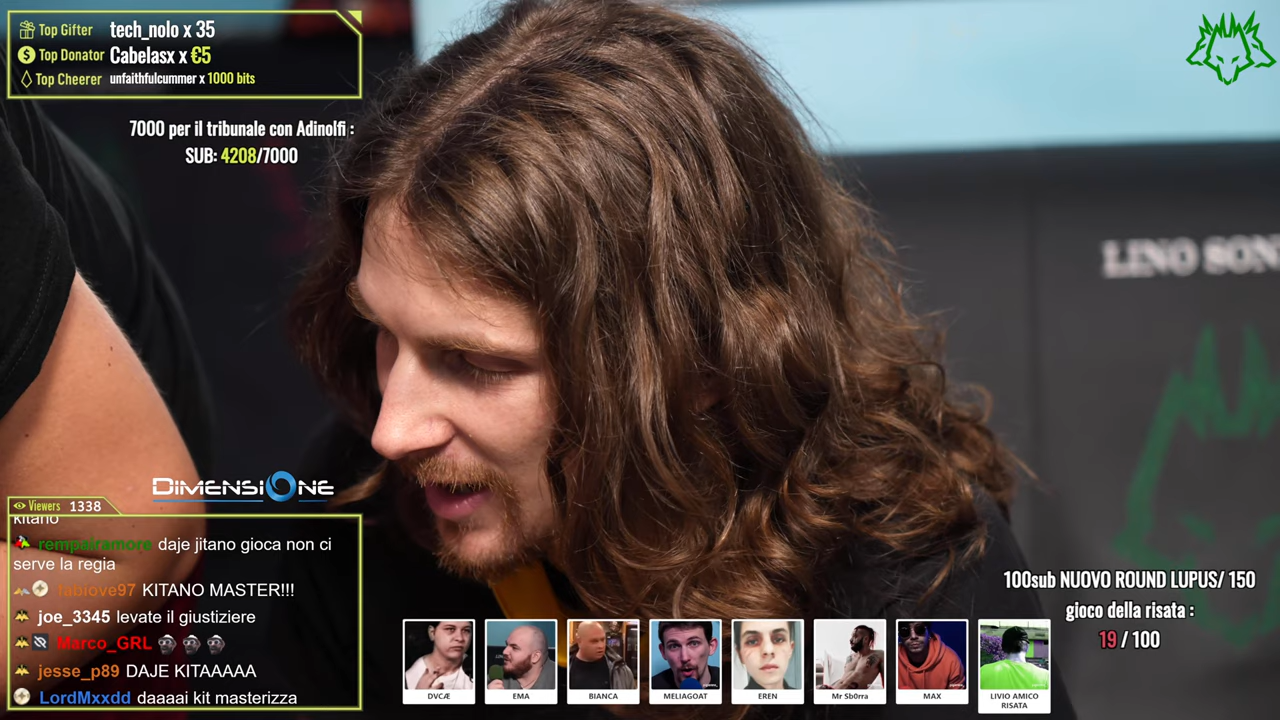 Top Gifter tech_nolo x 35
Top Donator Cabelasx x €5
Top Cheerer unfaithfulcummer x 1000 bits
7000 per il tribunale con Adinolfi :
SUB: 4208/7000
LINO SON
DIMENSIONE
Viewers 1338
kitano
rempairamore daje jitano gioca non ci
serve la regia
fabiove97 KITANO MASTER!!!
joe_3345 levate il giustiziere
Marco_GRL
jesse_p89 DAJE KITAAAAA
LordMxxdd daaaai kit masterizza
100sub NUOVO ROUND LUPUS/ 150
gioco della risata :
19 / 100
DVCÆ
EMA
BIANCA
MELIAGOAT
EREN
Mr Sb0rra
MAX
LIVIO AMICO
RISATA